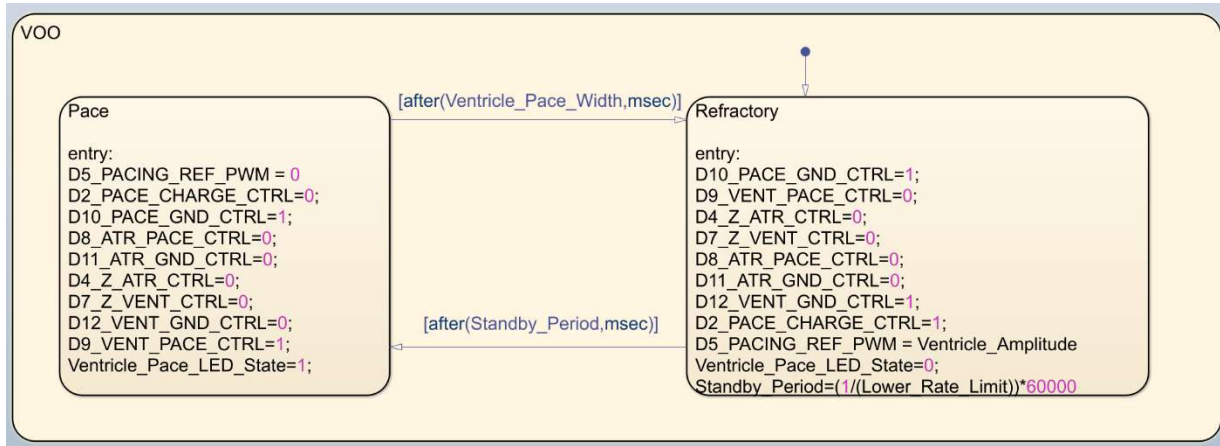 VOO
Pace
entry:
D5_PACING_REF_PWM = 0
D2_PACE_CHARGE_CTRL=0;
D10_PACE_GND_CTRL=1;
D8_ATR_PACE_CTRL=0;
D11_ATR_GND_CTRL=0;
D4_Z_ATR_CTRL=0;
D7_Z_VENT_CTRL=0;
D12_VENT_GND_CTRL=0;
D9_VENT_PACE_CTRL=1;
Ventricle_Pace_LED_State=1;
[after(Ventricle_Pace_Width,msec)]
[after(Standby_Period,msec)]
Refractory
entry:
D10_PACE_GND_CTRL=1;
D9_VENT_PACE_CTRL=0;
D4_Z_ATR_CTRL=0;
D7_Z_VENT_CTRL=0;
D8_ATR_PACE_CTRL=0;
D11_ATR_GND_CTRL=0;
D12_VENT_GND_CTRL=1;
D2_PACE_CHARGE_CTRL=1;
D5_PACING_REF_PWM = Ventricle_Amplitude
Ventricle_Pace_LED_State=0;
Standby_Period=(1/(Lower_Rate_Limit))*60000